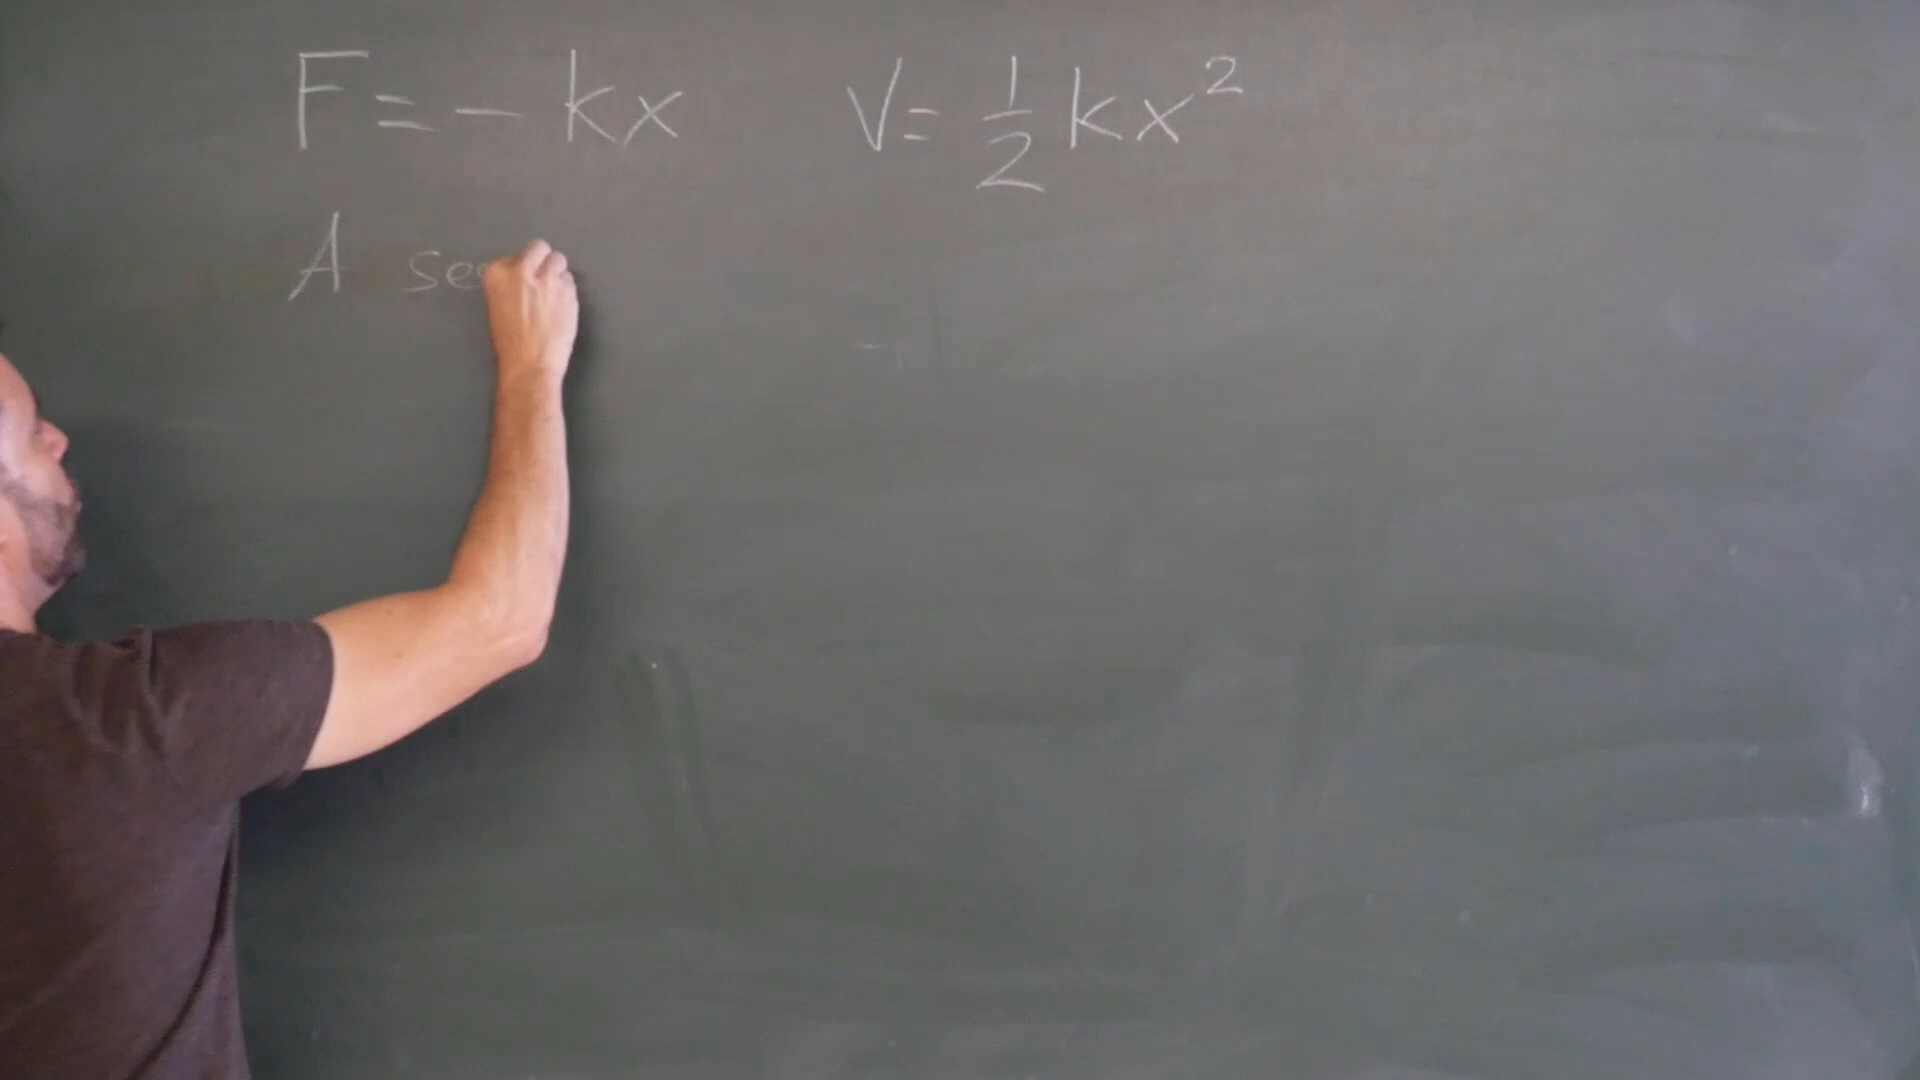 F = - kx V = 1/2 kx²
A